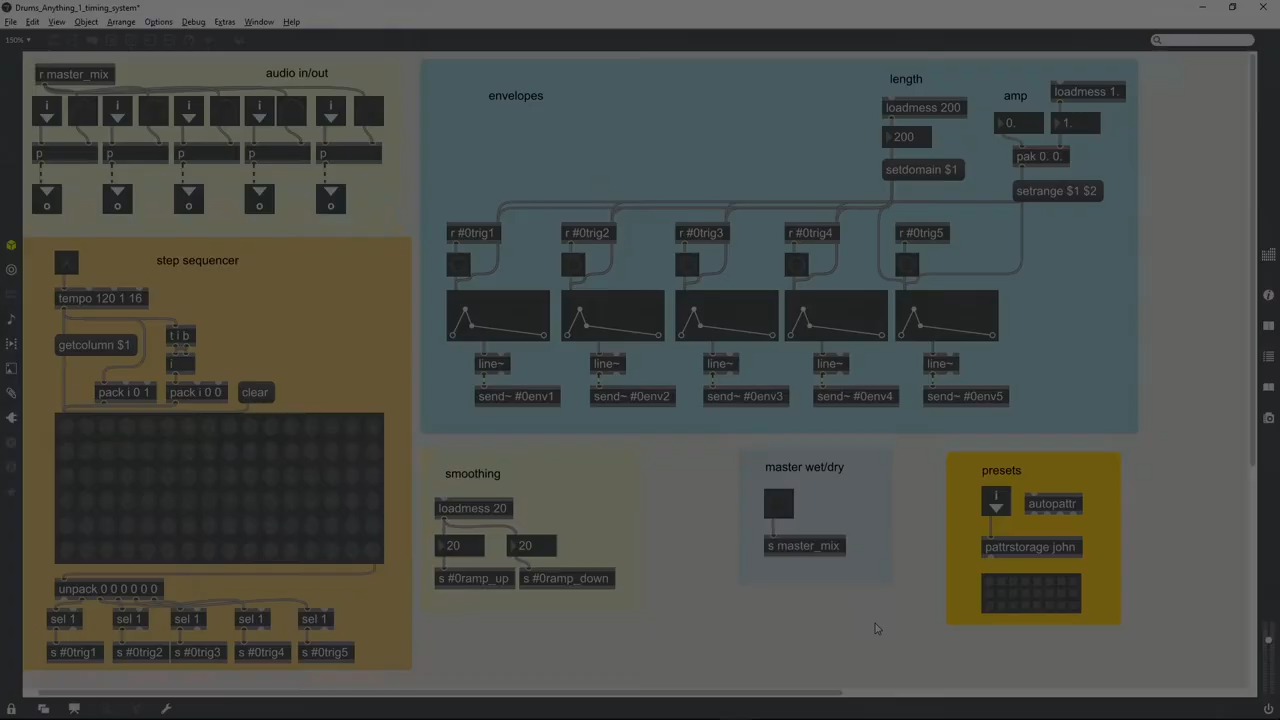 Drums_Anything_1_timing_system*
File Edit View Object Arrange Options Debug Extras Window Help
150%
audio in/out
r master_mix
i i i i i
p p p p p
o o o o o
step sequencer
tempo 120 1 16
getcolumn $1
t i b
i
pack i 0 1
pack i 0 0
clear
unpack 0 0 0 0 0 0
sel 1 sel 1 sel 1 sel 1 sel 1
s #0trig1 s #0trig2 s #0trig3 s #0trig4 s #0trig5
envelopes
length
loadmess 200
200
setdomain $1
amp
loadmess 1.
0. 1.
pak 0. 0.
setrange $1 $2
r #0trig1 r #0trig2 r #0trig3 r #0trig4 r #0trig5
line~ line~ line~ line~ line~
send~ #0env1 send~ #0env2 send~ #0env3 send~ #0env4 send~ #0env5
smoothing
loadmess 20
20 20
s #0ramp_up s #0ramp_down
master wet/dry
s master_mix
presets
i
autopattr
pattrstorage john